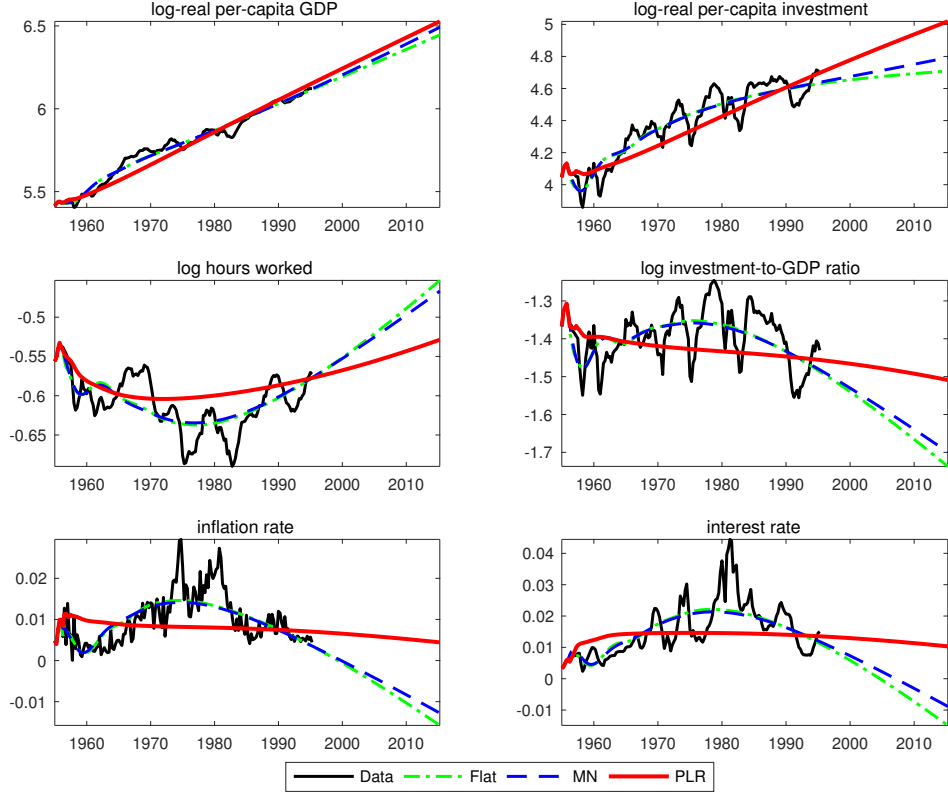 log-real per-capita GDP
6.5
6
5.5
1960 1970 1980 1990 2000 2010
log-real per-capita investment
5
4.8
4.6
4.4
4.2
4
1960 1970 1980 1990 2000 2010
log hours worked
-0.5
-0.55
-0.6
-0.65
1960 1970 1980 1990 2000 2010
log investment-to-GDP ratio
-1.3
-1.4
-1.5
-1.6
-1.7
1960 1970 1980 1990 2000 2010
inflation rate
0.02
0.01
0
-0.01
1960 1970 1980 1990 2000 2010
interest rate
0.04
0.03
0.02
0.01
0
-0.01
1960 1970 1980 1990 2000 2010
Data Flat MN PLR